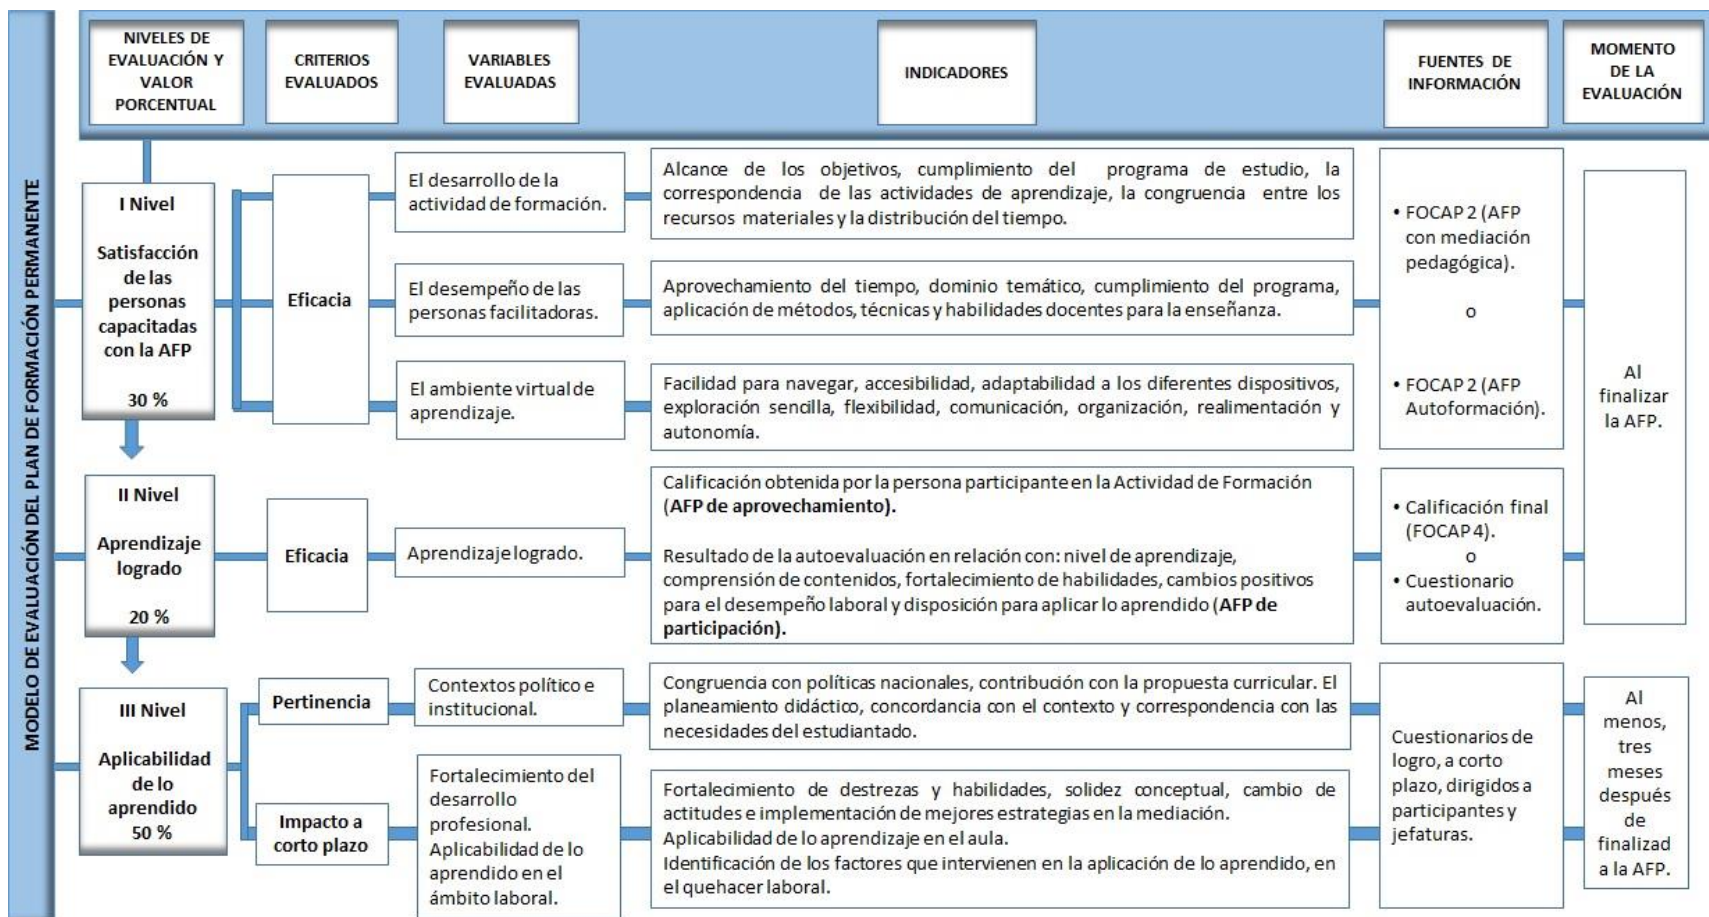 NIVELES DE
EVALUACIÓN Y
VALOR
PORCENTUAL
CRITERIOS
EVALUADOS
VARIABLES
EVALUADAS
INDICADORES
FUENTES DE
INFORMACIÓN
MOMENTO
DE LA
EVALUACIÓN
MODELO DE EVALUACIÓN DEL PLAN DE FORMACIÓN PERMANENTE
I Nivel
Satisfacción
de las
personas
capacitadas
con la AFP
30 %
Eficacia
El desarrollo de la
actividad de formación.
Alcance de los objetivos, cumplimiento del programa de estudio, la
correspondencia de las actividades de aprendizaje, la congruencia entre los
recursos materiales y la distribución del tiempo.
El desempeño de las
personas facilitadoras.
Aprovechamiento del tiempo, dominio temático, cumplimiento del programa,
aplicación de métodos, técnicas y habilidades docentes para la enseñanza.
El ambiente virtual de
aprendizaje.
Facilidad para navegar, accesibilidad, adaptabilidad a los diferentes dispositivos,
exploración sencilla, flexibilidad, comunicación, organización, realimentación y
autonomía.
• FOCAP 2 (AFP
con mediación
pedagógica).
o
• FOCAP 2 (AFP
Autoformación).
Al
finalizar
la AFP.
II Nivel
Aprendizaje
logrado
20 %
Eficacia
Aprendizaje logrado.
Calificación obtenida por la persona participante en la Actividad de Formación
(AFP de aprovechamiento).
Resultado de la autoevaluación en relación con: nivel de aprendizaje,
comprensión de contenidos, fortalecimiento de habilidades, cambios positivos
para el desempeño laboral y disposición para aplicar lo aprendido (AFP de
participación).
• Calificación final
(FOCAP 4).
o
• Cuestionario
autoevaluación.
III Nivel
Aplicabilidad
de lo
aprendido
50 %
Pertinencia
Contextos político e
institucional.
Congruencia con políticas nacionales, contribución con la propuesta curricular. El
planeamiento didáctico, concordancia con el contexto y correspondencia con las
necesidades del estudiantado.
Impacto a
corto plazo
Fortalecimiento del
desarrollo
profesional.
Aplicabilidad de lo
aprendido en el
ámbito laboral.
Fortalecimiento de destrezas y habilidades, solidez conceptual, cambio de
actitudes e implementación de mejores estrategias en la mediación.
Aplicabilidad de lo aprendizaje en el aula.
Identificación de los factores que intervienen en la aplicación de lo aprendido, en
el quehacer laboral.
Cuestionarios de
logro, a corto
plazo, dirigidos a
participantes y
jefaturas.
Al
menos,
tres
meses
después
de
finalizad
a la AFP.